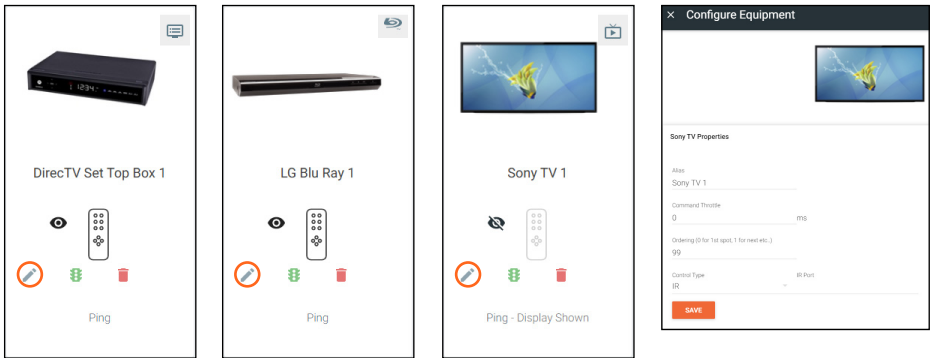 DirecTV Set Top Box 1
Ping
LG Blu Ray 1
Ping
Sony TV 1
Ping - Display Shown
× Configure Equipment
Sony TV Properties
Alias
Sony TV 1
Command Throttle
0 ms
Ordering (0 for 1st spot, 1 for next etc..)
99
Control Type IR Port
IR
SAVE